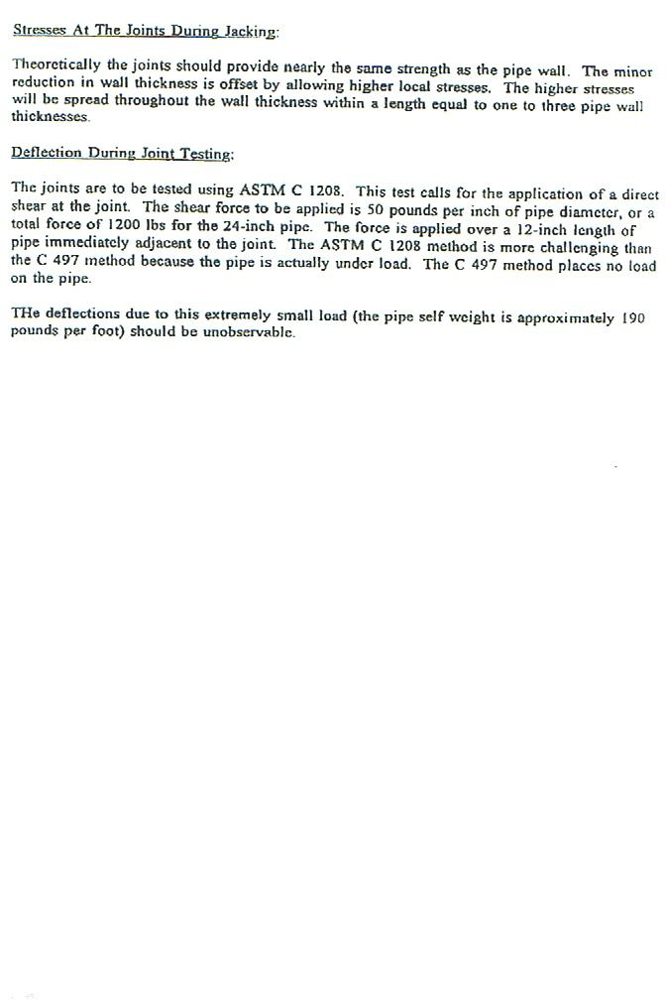 Stresses At The Joints During Jacking:
Theoretically the joints should provide nearly the same strength as the pipe wall. The minor
reduction in wall thickness is offset by allowing higher local stresses. The higher stresses
will be spread throughout the wall thickness within a length equal to one to three pipe wall
thicknesses.
Deflection During Joint Testing:
The joints are to be tested using ASTM C 1208. This test calls for the application of a direct
shear at the joint. The shear force to be applied is 50 pounds per inch of pipe diameter, or a
total force of 1200 lbs for the 24-inch pipe. The force is applied over a 12-inch length of
pipe immediately adjacent to the joint. The ASTM C 1208 method is more challenging than
the C 497 method because the pipe is actually under load. The C 497 method places no load
on the pipe.
THe deflections due to this extremely small load (the pipe self weight is approximately 190
pounds per foot) should be unobservable.